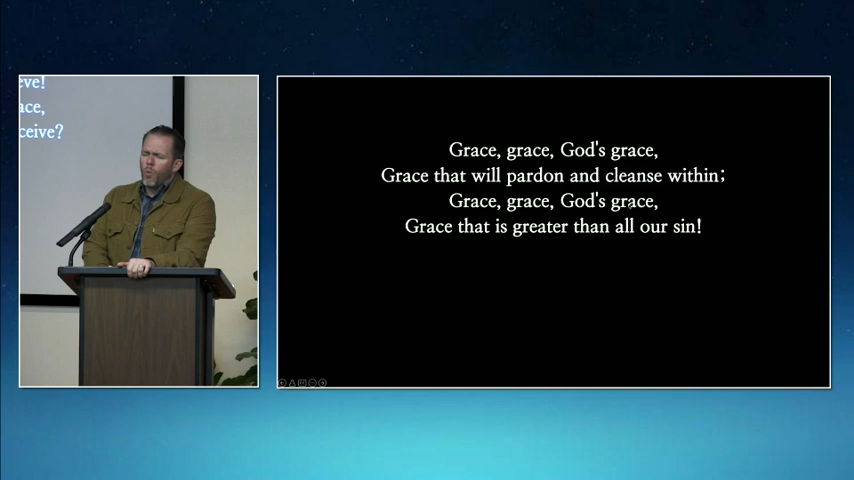 eve!
ace,
ceive?
Grace, grace, God's grace,
Grace that will pardon and cleanse within;
Grace, grace, God's grace,
Grace that is greater than all our sin!